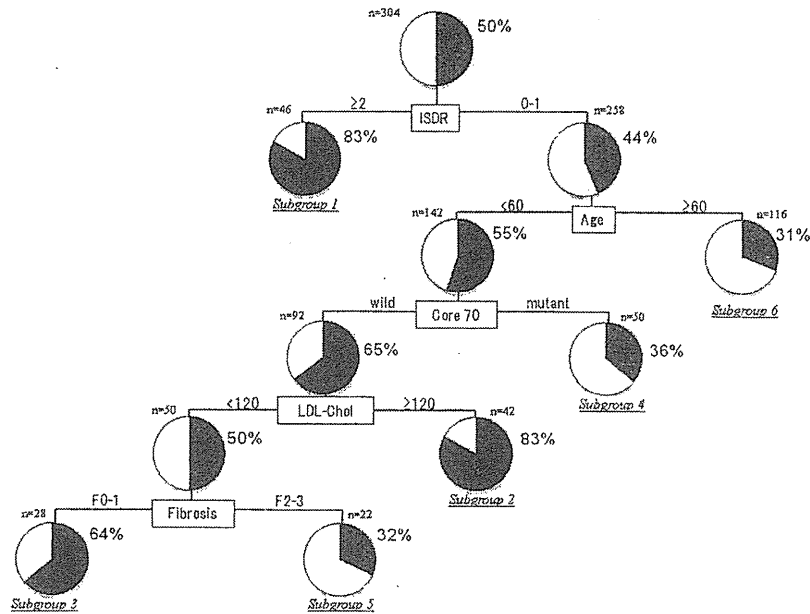 n=304
50%
≥2
ISDR
0-1
n=46
83%
Subgroup 1
n=258
44%
<60
Age
≥60
n=142
55%
n=116
31%
Subgroup 6
wild
Core 70
mutant
n=92
65%
n=50
36%
Subgroup 4
<120
LDL-Chol
≥120
n=50
50%
n=42
83%
Subgroup 2
F0-1
Fibrosis
F2-3
n=28
64%
Subgroup 3
n=22
32%
Subgroup 5